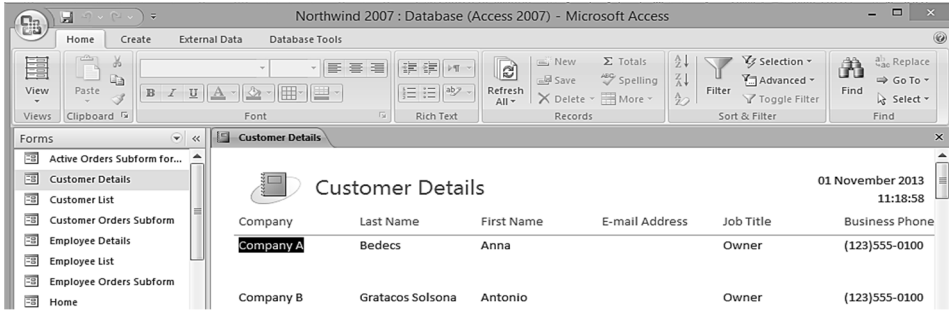 Northwind 2007 : Database (Access 2007) - Microsoft Access
Home Create External Data Database Tools
View
Views
Paste
Clipboard
B I U A
Font
ab
Rich Text
Refresh All
New
Save
Delete
Σ Totals
Spelling
More
Records
Filter
Selection
Advanced
Toggle Filter
Sort & Filter
Find
Replace
Go To
Select
Find
Forms
Active Orders Subform for...
Customer Details
Customer List
Customer Orders Subform
Employee Details
Employee List
Employee Orders Subform
Home
Customer Details
Customer Details
01 November 2013
11:18:58
Company Last Name First Name E-mail Address Job Title Business Phone
Company A Bedecs Anna Owner (123)555-0100
Company B Gratacos Solsona Antonio Owner (123)555-0100